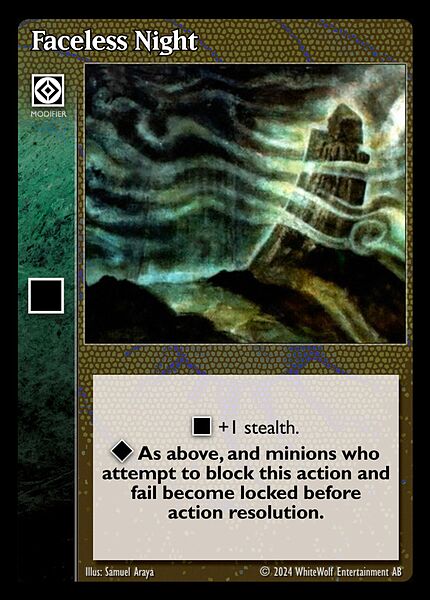 Faceless Night
MODIFIER
+1 stealth.
As above, and minions who
attempt to block this action and
fail become locked before
action resolution.
Illus: Samuel Araya
© 2024 WhiteWolf Entertainment AB